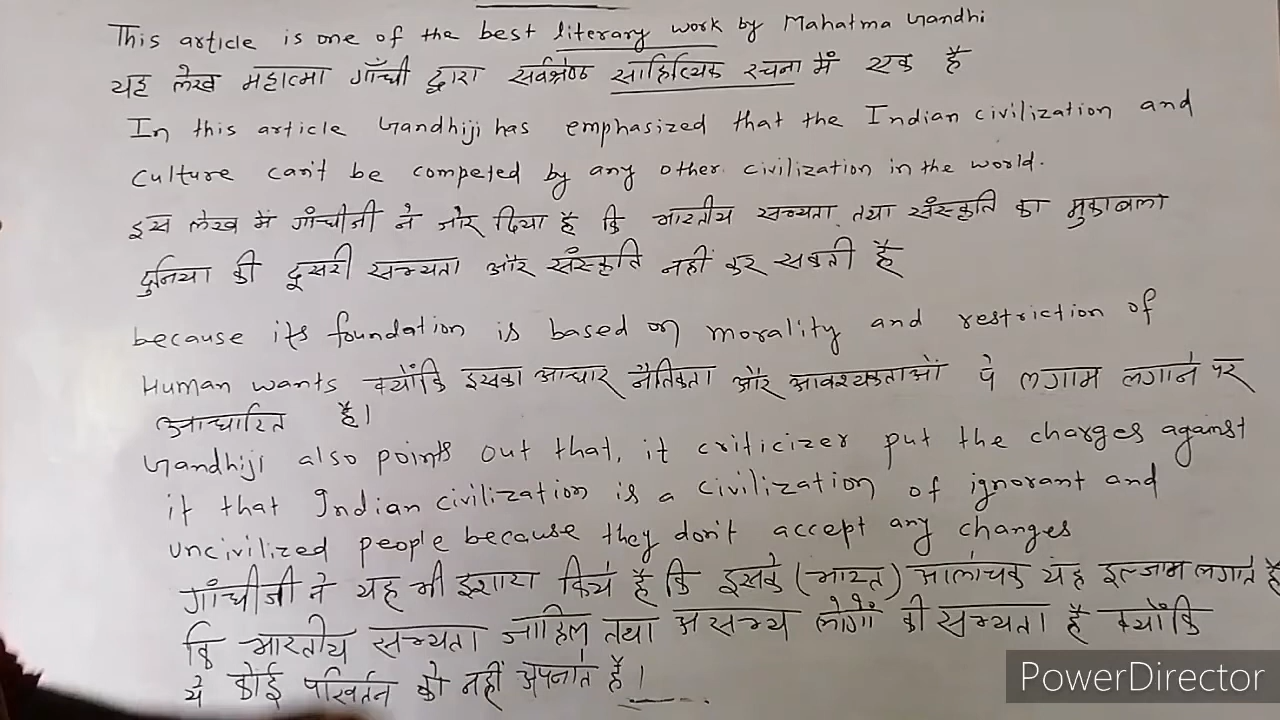 This article is one of the best literary work by Mahatma Gandhi
यह लेख महात्मा गाँधी द्वारा सर्वश्रेष्ठ साहित्यिक रचना में एक है
In this article Gandhiji has emphasized that the Indian civilization and
culture can't be competed by any other civilization in the world.
इस लेख में गांधीजी ने जोर दिया है कि भारतीय सभ्यता तथा संस्कृति का मुकाबला
दुनिया की दूसरी सभ्यता और संस्कृति नहीं कर सकती है
because its foundation is based on morality and restriction of
Human wants क्योंकि इसका आधार नैतिकता और आवश्यकताओं पे लगाम लगाने पर
आधारित है।
Gandhiji also points out that, it criticizer put the charges against
it that Indian civilization is a civilization of ignorant and
uncivilized people because they don't accept any changes
गांधीजी ने यह भी इशारा किये है कि इसके (भारत) आलोचक यह इल्जाम लगाते है
कि भारतीय सभ्यता जाहिल तथा असभ्य लोगों की सभ्यता है क्योंकि
ये कोई परिवर्तन को नहीं अपनाते है।
PowerDirector